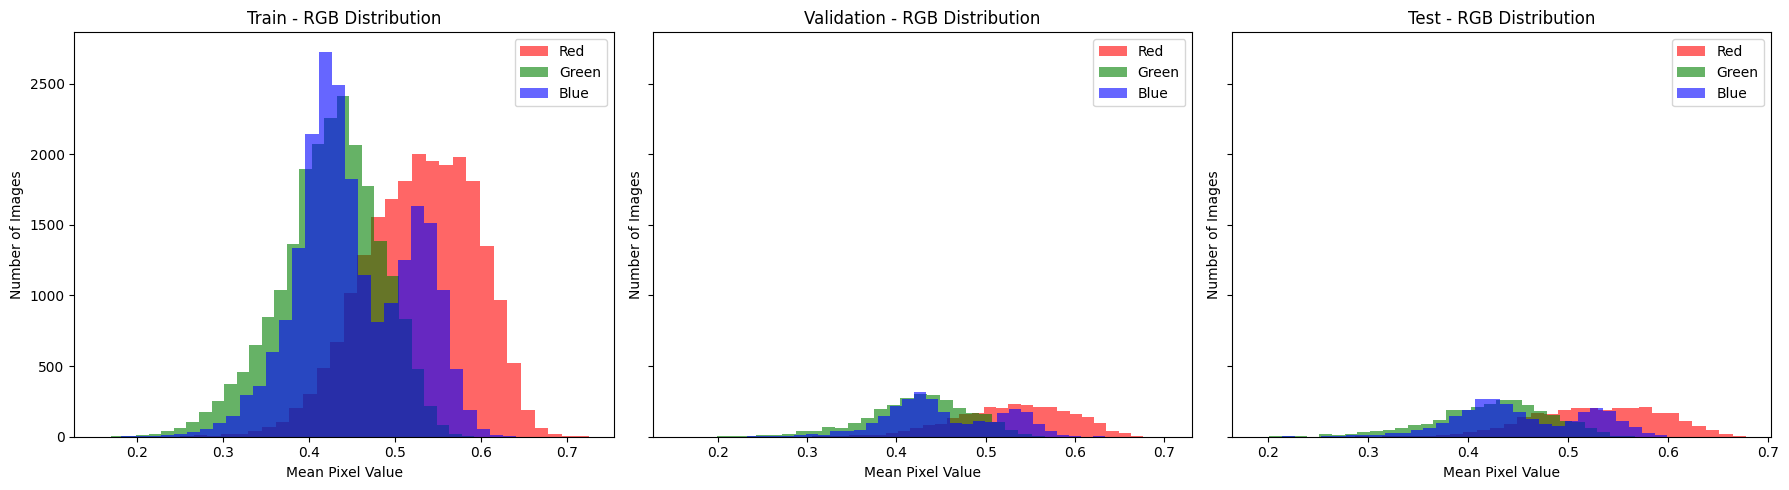 Train - RGB Distribution
Number of Images
2500
2000
1500
1000
500
0
0.2 0.3 0.4 0.5 0.6 0.7
Mean Pixel Value
Red
Green
Blue
Validation - RGB Distribution
Number of Images
0.2 0.3 0.4 0.5 0.6 0.7
Mean Pixel Value
Red
Green
Blue
Test - RGB Distribution
Number of Images
0.2 0.3 0.4 0.5 0.6 0.7
Mean Pixel Value
Red
Green
Blue